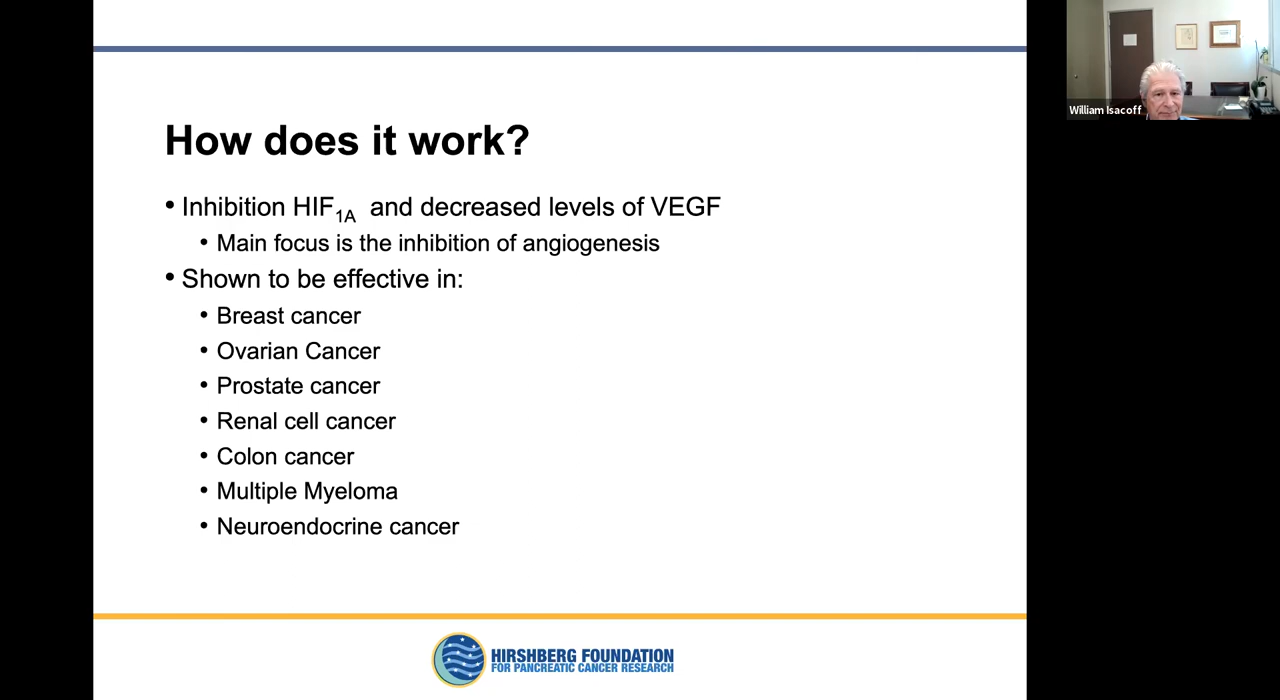 How does it work?
• Inhibition HIF1A and decreased levels of VEGF
• Main focus is the inhibition of angiogenesis
• Shown to be effective in:
• Breast cancer
• Ovarian Cancer
• Prostate cancer
• Renal cell cancer
• Colon cancer
• Multiple Myeloma
• Neuroendocrine cancer
HIRSHBERG FOUNDATION
FOR PANCREATIC CANCER RESEARCH
William Isacoff